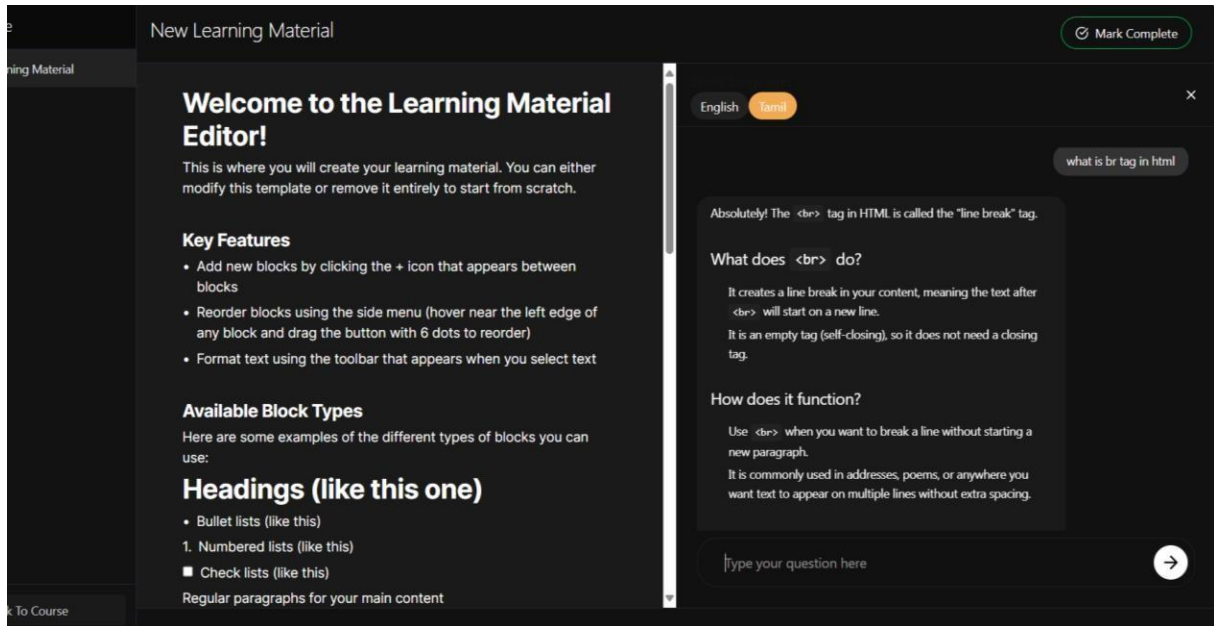 New Learning Material
Mark Complete
ning Material
Welcome to the Learning Material
Editor!
This is where you will create your learning material. You can either
modify this template or remove it entirely to start from scratch.
Key Features
• Add new blocks by clicking the + icon that appears between
blocks
• Reorder blocks using the side menu (hover near the left edge of
any block and drag the button with 6 dots to reorder)
• Format text using the toolbar that appears when you select text
Available Block Types
Here are some examples of the different types of blocks you can
use:
Headings (like this one)
• Bullet lists (like this)
1. Numbered lists (like this)
Check lists (like this)
Regular paragraphs for your main content
k To Course
English Tamil
what is br tag in html
Absolutely! The <br> tag in HTML is called the "line break" tag.
What does <br> do?
It creates a line break in your content, meaning the text after
<br> will start on a new line.
It is an empty tag (self-closing), so it does not need a closing
tag.
How does it function?
Use <br> when you want to break a line without starting a
new paragraph.
It is commonly used in addresses, poems, or anywhere you
want text to appear on multiple lines without extra spacing.
Type your question here